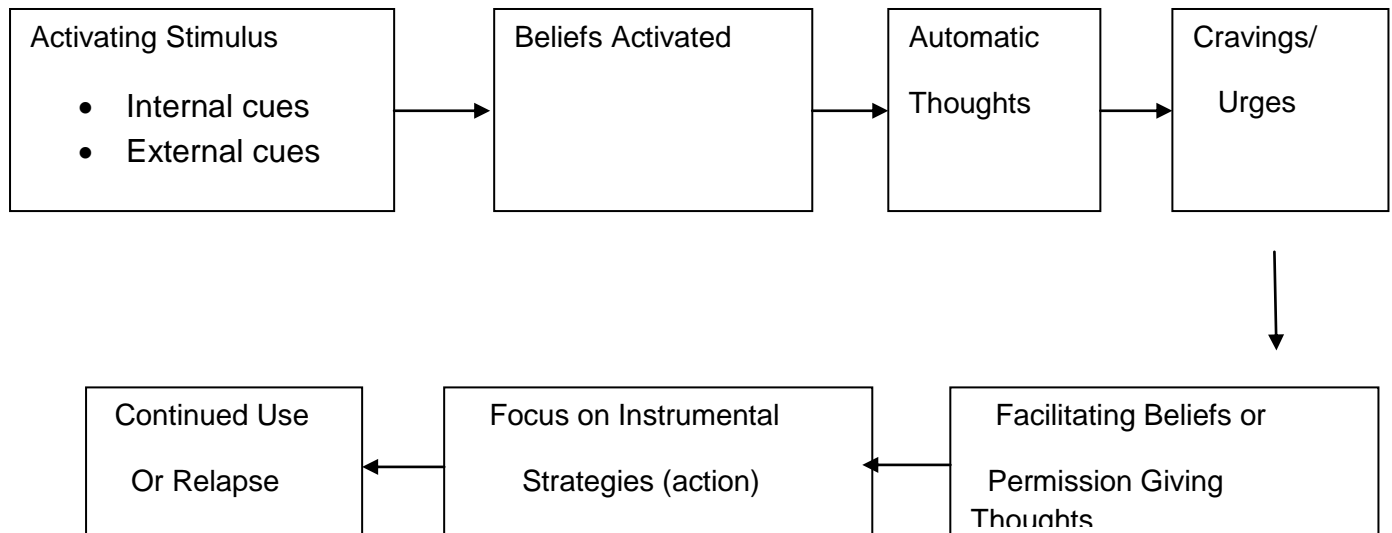 Activating Stimulus
• Internal cues
• External cues
Beliefs Activated
Automatic
Thoughts
Cravings/
Urges
Facilitating Beliefs or
Permission Giving
Thoughts
Focus on Instrumental
Strategies (action)
Continued Use
Or Relapse